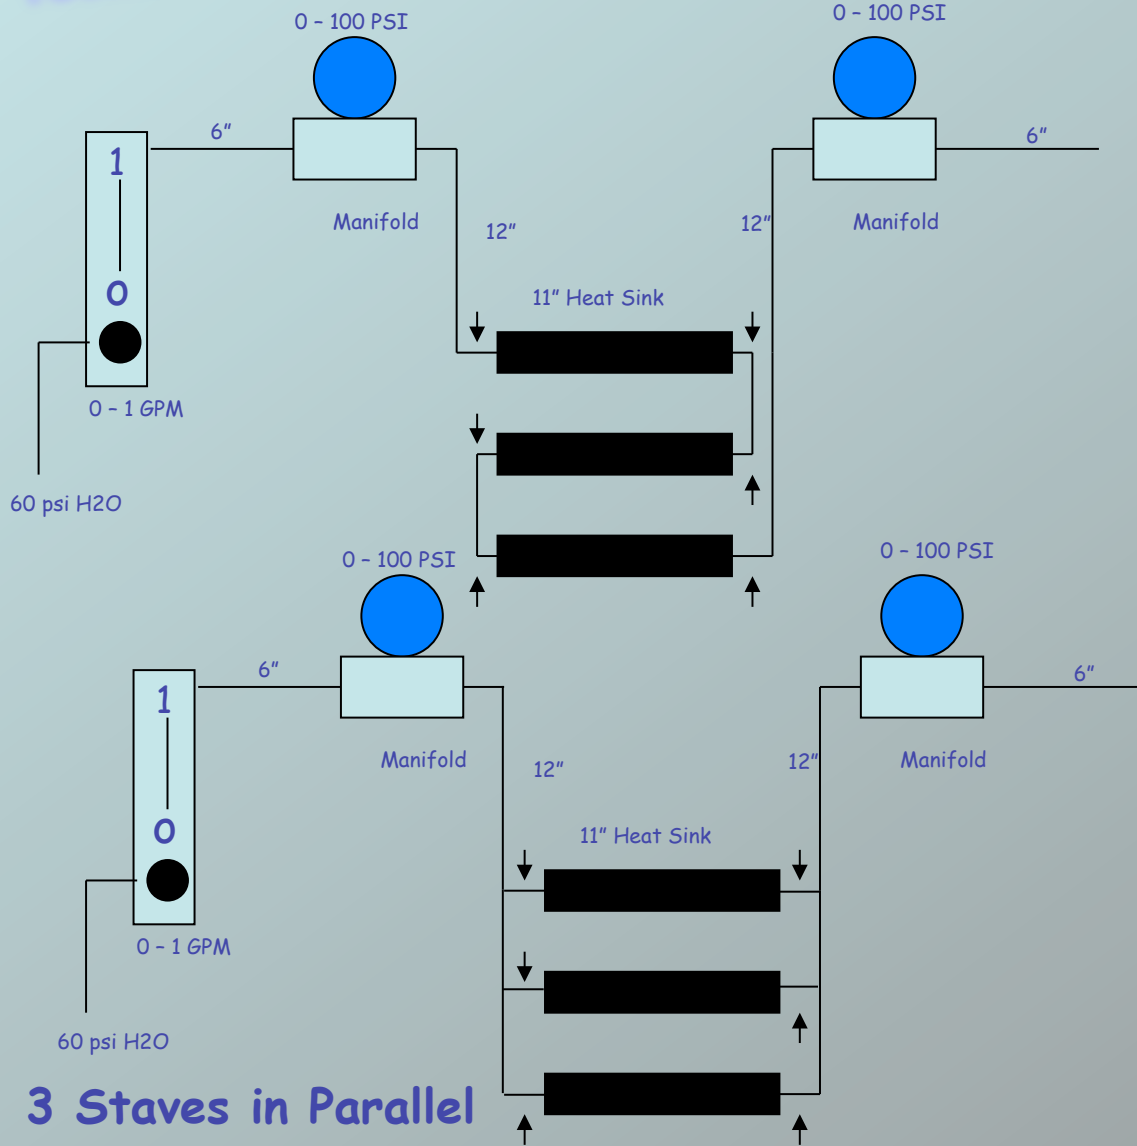 0 – 100 PSI
0 – 100 PSI
6”
6”
1
Manifold
12”
12”
Manifold
0
11” Heat Sink
0 – 1 GPM
60 psi H2O
0 – 100 PSI
0 – 100 PSI
6”
6”
1
Manifold
12”
12”
Manifold
0
11” Heat Sink
0 – 1 GPM
60 psi H2O
3 Staves in Parallel